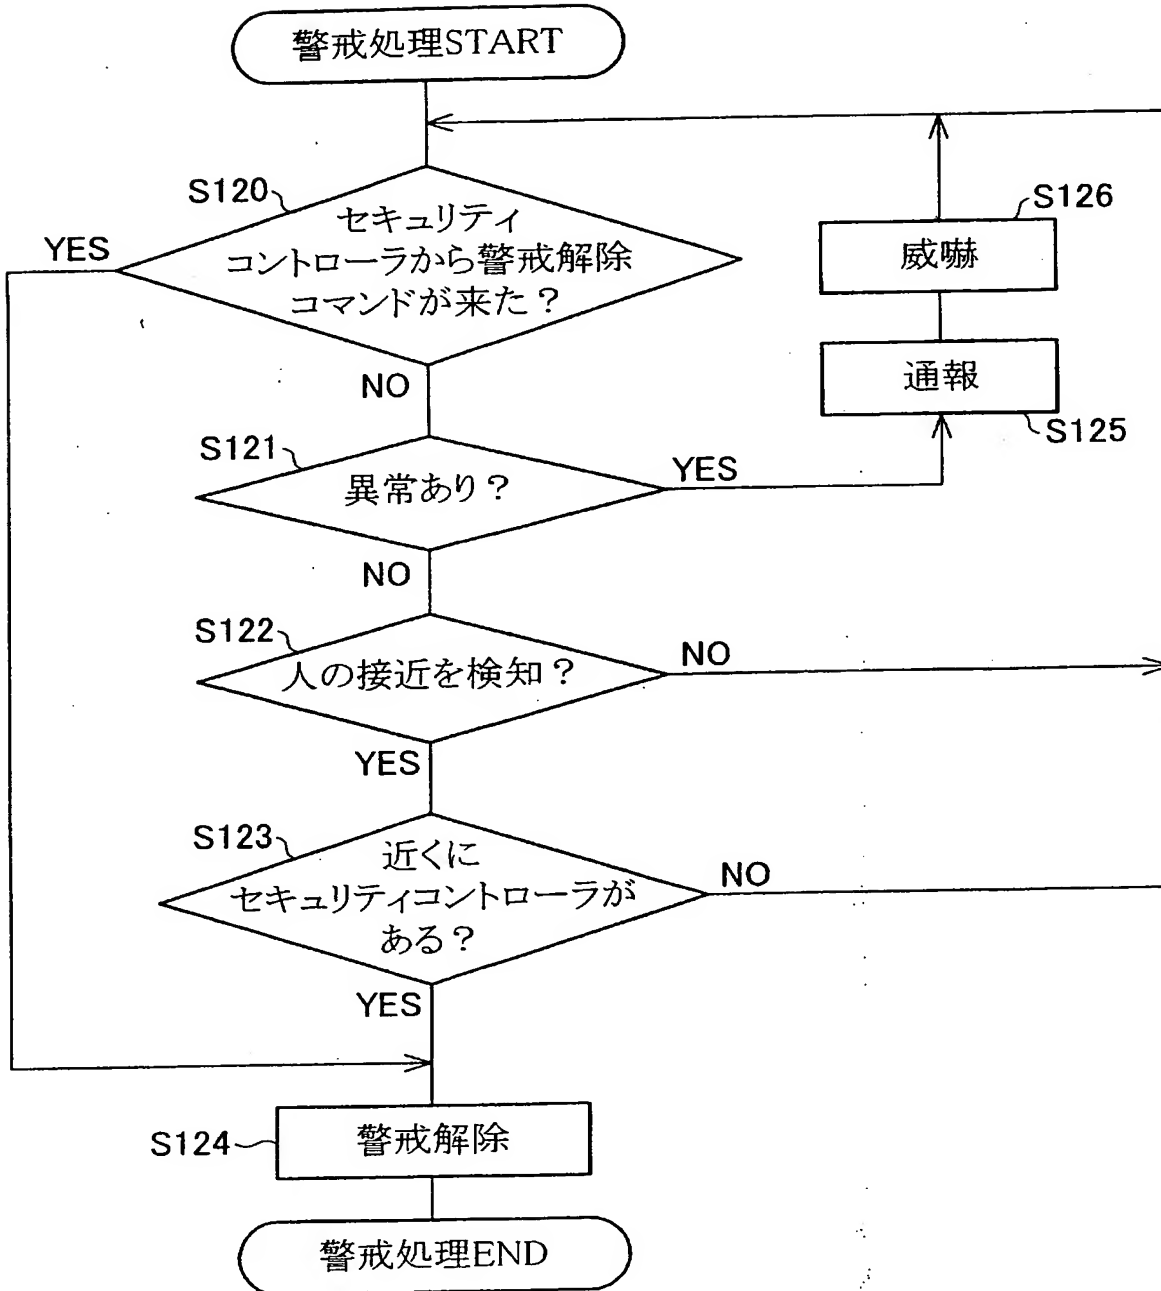 警戒処理START
S120
セキュリティ
コントローラから警戒解除
コマンドが来た？
YES
NO
S126
威嚇
通報
S125
S121
異常あり？
YES
NO
S122
人の接近を検知？
NO
YES
S123
近くに
セキュリティコントローラが
ある？
NO
YES
S124
警戒解除
警戒処理END